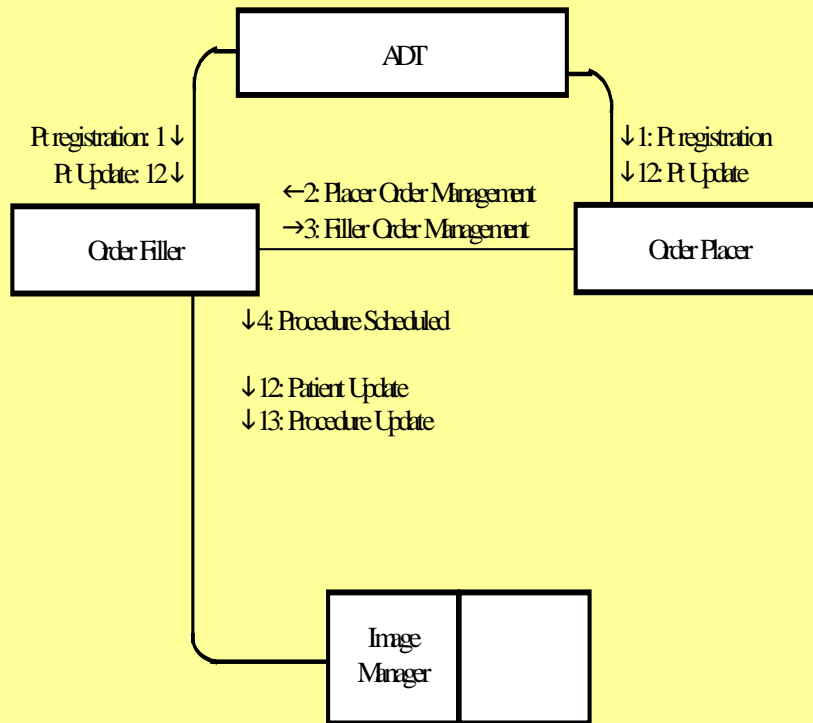 ADT
Pt registration: 1↓
Pt Update: 12↓
↓1: Pt registration
↓12: Pt Update
←2: Placer Order Management
→3: Filler Order Management
Order Filler
Order Placer
↓4: Procedure Scheduled
↓12: Patient Update
↓13: Procedure Update
Image
Manager